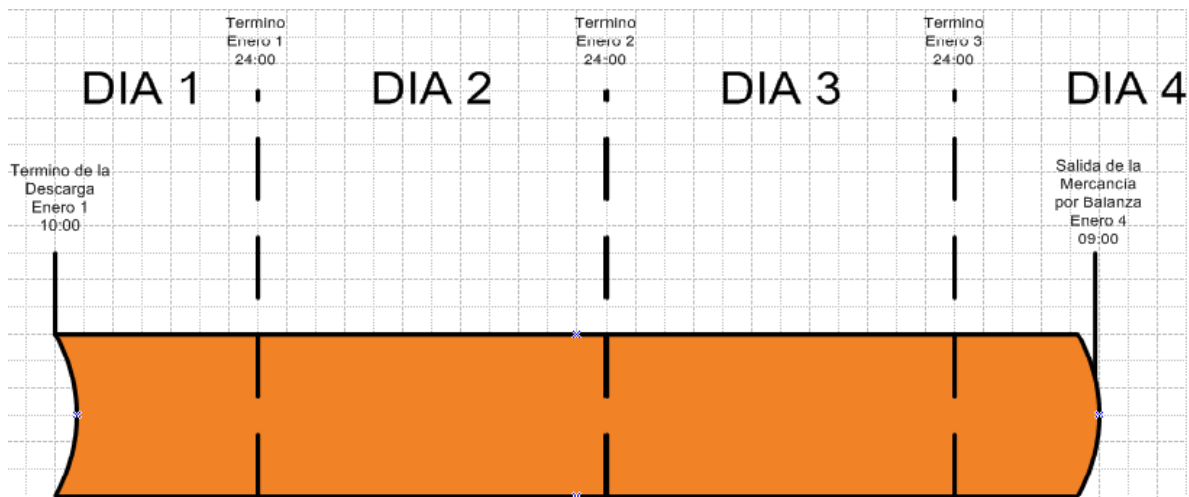 Termino
Enero 1
24:00
Termino
Enero 2
24:00
Termino
Enero 3
24:00
DIA 1
DIA 2
DIA 3
DIA 4
Termino de la
Descarga
Enero 1
10:00
Salida de la
Mercancía
por Balanza
Enero 4
09:00